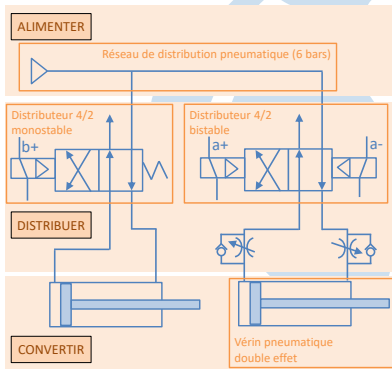 ALIMENTER
Réseau de distribution pneumatique (6 bars)
Distributeur 4/2
monostable
b+
Distributeur 4/2
bistable
a+
a-
DISTRIBUER
Vérin pneumatique
double effet
CONVERTIR